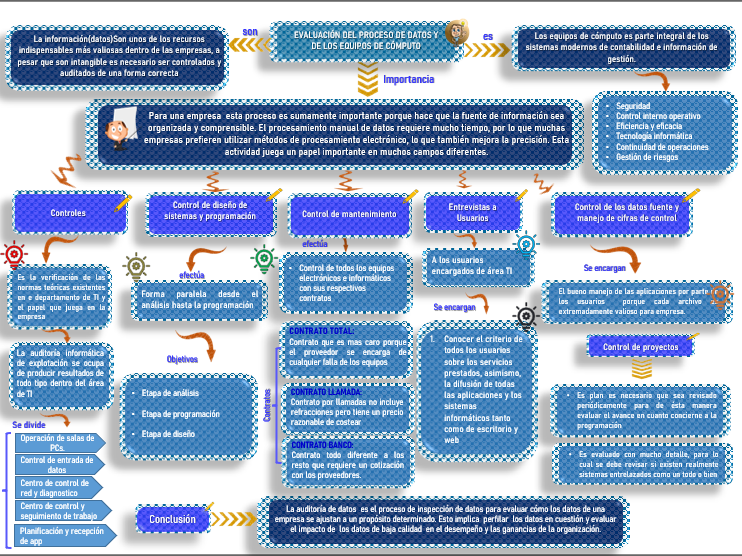 EVALUACIÓN DEL PROCESO DE DATOS Y
DE LOS EQUIPOS DE CÓMPUTO
son
es
La información(datos)Son unos de los recursos
indispensables mas valiosas dentro de las empresas, a
pesar que son intangible es necesario ser controlados y
auditados de una forma correcta
Los equipos de cómputo es parte integral de los
sistemas modernos de contabilidad e información de
gestión.
Importancia
• Seguridad
• Control interno operativo
• Eficiencia y eficacia
• Tecnología informática
• Continuidad de operaciones
• Gestión de riesgos
Para una empresa esta proceso es sumamente importante porque hace que la fuente de información sea
organizada y comprensible. El procesamiento manual de datos requiere mucho tiempo, por lo que muchas
empresas prefieren utilizar métodos de procesamiento electrónico, lo que también mejora la precisión. Esta
actividad juega un papel importante en muchos campos diferentes.
Controles
Es la verificación de las
normas teóricas existentes
en e departamento de TI y
el papel que juega en la
empresa
La auditoria informática
de explotación se ocupa
de producir resultados de
todo tipo dentro del área
de TI
Se divide
Operación de salas de
PCs.
Control de entrada de
datos
Centro de control de
red y diagnostico
Centro de control y
seguimiento de trabajo
Planificación y recepción
de app
Control de diseño de
sistemas y programación
efectúa
Forma paralela desde el
análisis hasta la programación
Objetivos
• Etapa de análisis
• Etapa de programación
• Etapa de diseño
Control de mantenimiento
efectúa
• Control de todos los equipos
electrónicos e informáticos
con sus respectivos
contratos
Contratos
CONTRATO TOTAL:
Contrato que es mas caro porque
el proveedor se encarga de
cualquier falla de los equipos
CONTRATO LLAMADA:
Contrato por llamadas no incluye
refracciones pero tiene un precio
razonable de costear
CONTRATO BANCO:
Contrato todo diferente a los
resto que requiere un cotización
con los proveedores.
Entrevistas a
Usuarios
A los usuarios
encargados de área TI
Se encargan
1. Conocer el criterio de
todos los usuarios
sobre los servicios
prestados, asimismo,
la difusión de todas
las aplicaciones y los
sistemas
informáticos tanto
como de escritorio y
web
Control de los datos fuente y
manejo de cifras de control
Se encargan
El bueno manejo de las aplicaciones por parte
los usuarios porque cada archivo
extremadamente valioso para empresa.
Control de proyectos
• Es plan es necesario que sea revisado
periódicamente para de ésta manera
evaluar el avance en cuanto concierne a la
programación
• Es evaluado con mucho detalle, para lo
cual se debe revisar si existen realmente
sistemas entrelazados como un todo o bien
Conclusión
La auditoría de datos es el proceso de inspección de datos para evaluar cómo los datos de una
empresa se ajustan a un propósito determinado. Esto implica perfilar los datos en cuestión y evaluar
el impacto de los datos de baja calidad en el desempeño y las ganancias de la organización.